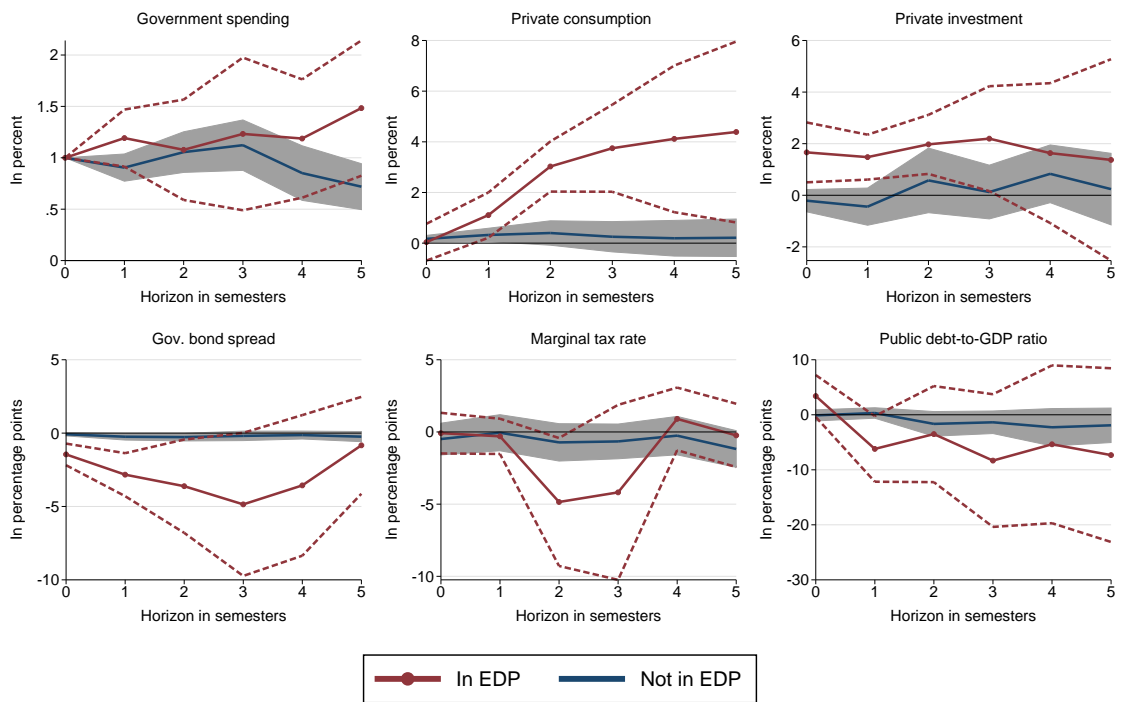 Government spending
In percent
2
1.5
1
.5
0
0 1 2 3 4 5
Horizon in semesters
Private consumption
In percent
8
6
4
2
0
0 1 2 3 4 5
Horizon in semesters
Private investment
In percent
6
4
2
0
-2
0 1 2 3 4 5
Horizon in semesters
Gov. bond spread
In percentage points
5
0
-5
-10
0 1 2 3 4 5
Horizon in semesters
Marginal tax rate
In percentage points
5
0
-5
-10
0 1 2 3 4 5
Horizon in semesters
Public debt-to-GDP ratio
In percentage points
10
0
-10
-20
-30
0 1 2 3 4 5
Horizon in semesters
In EDP Not in EDP